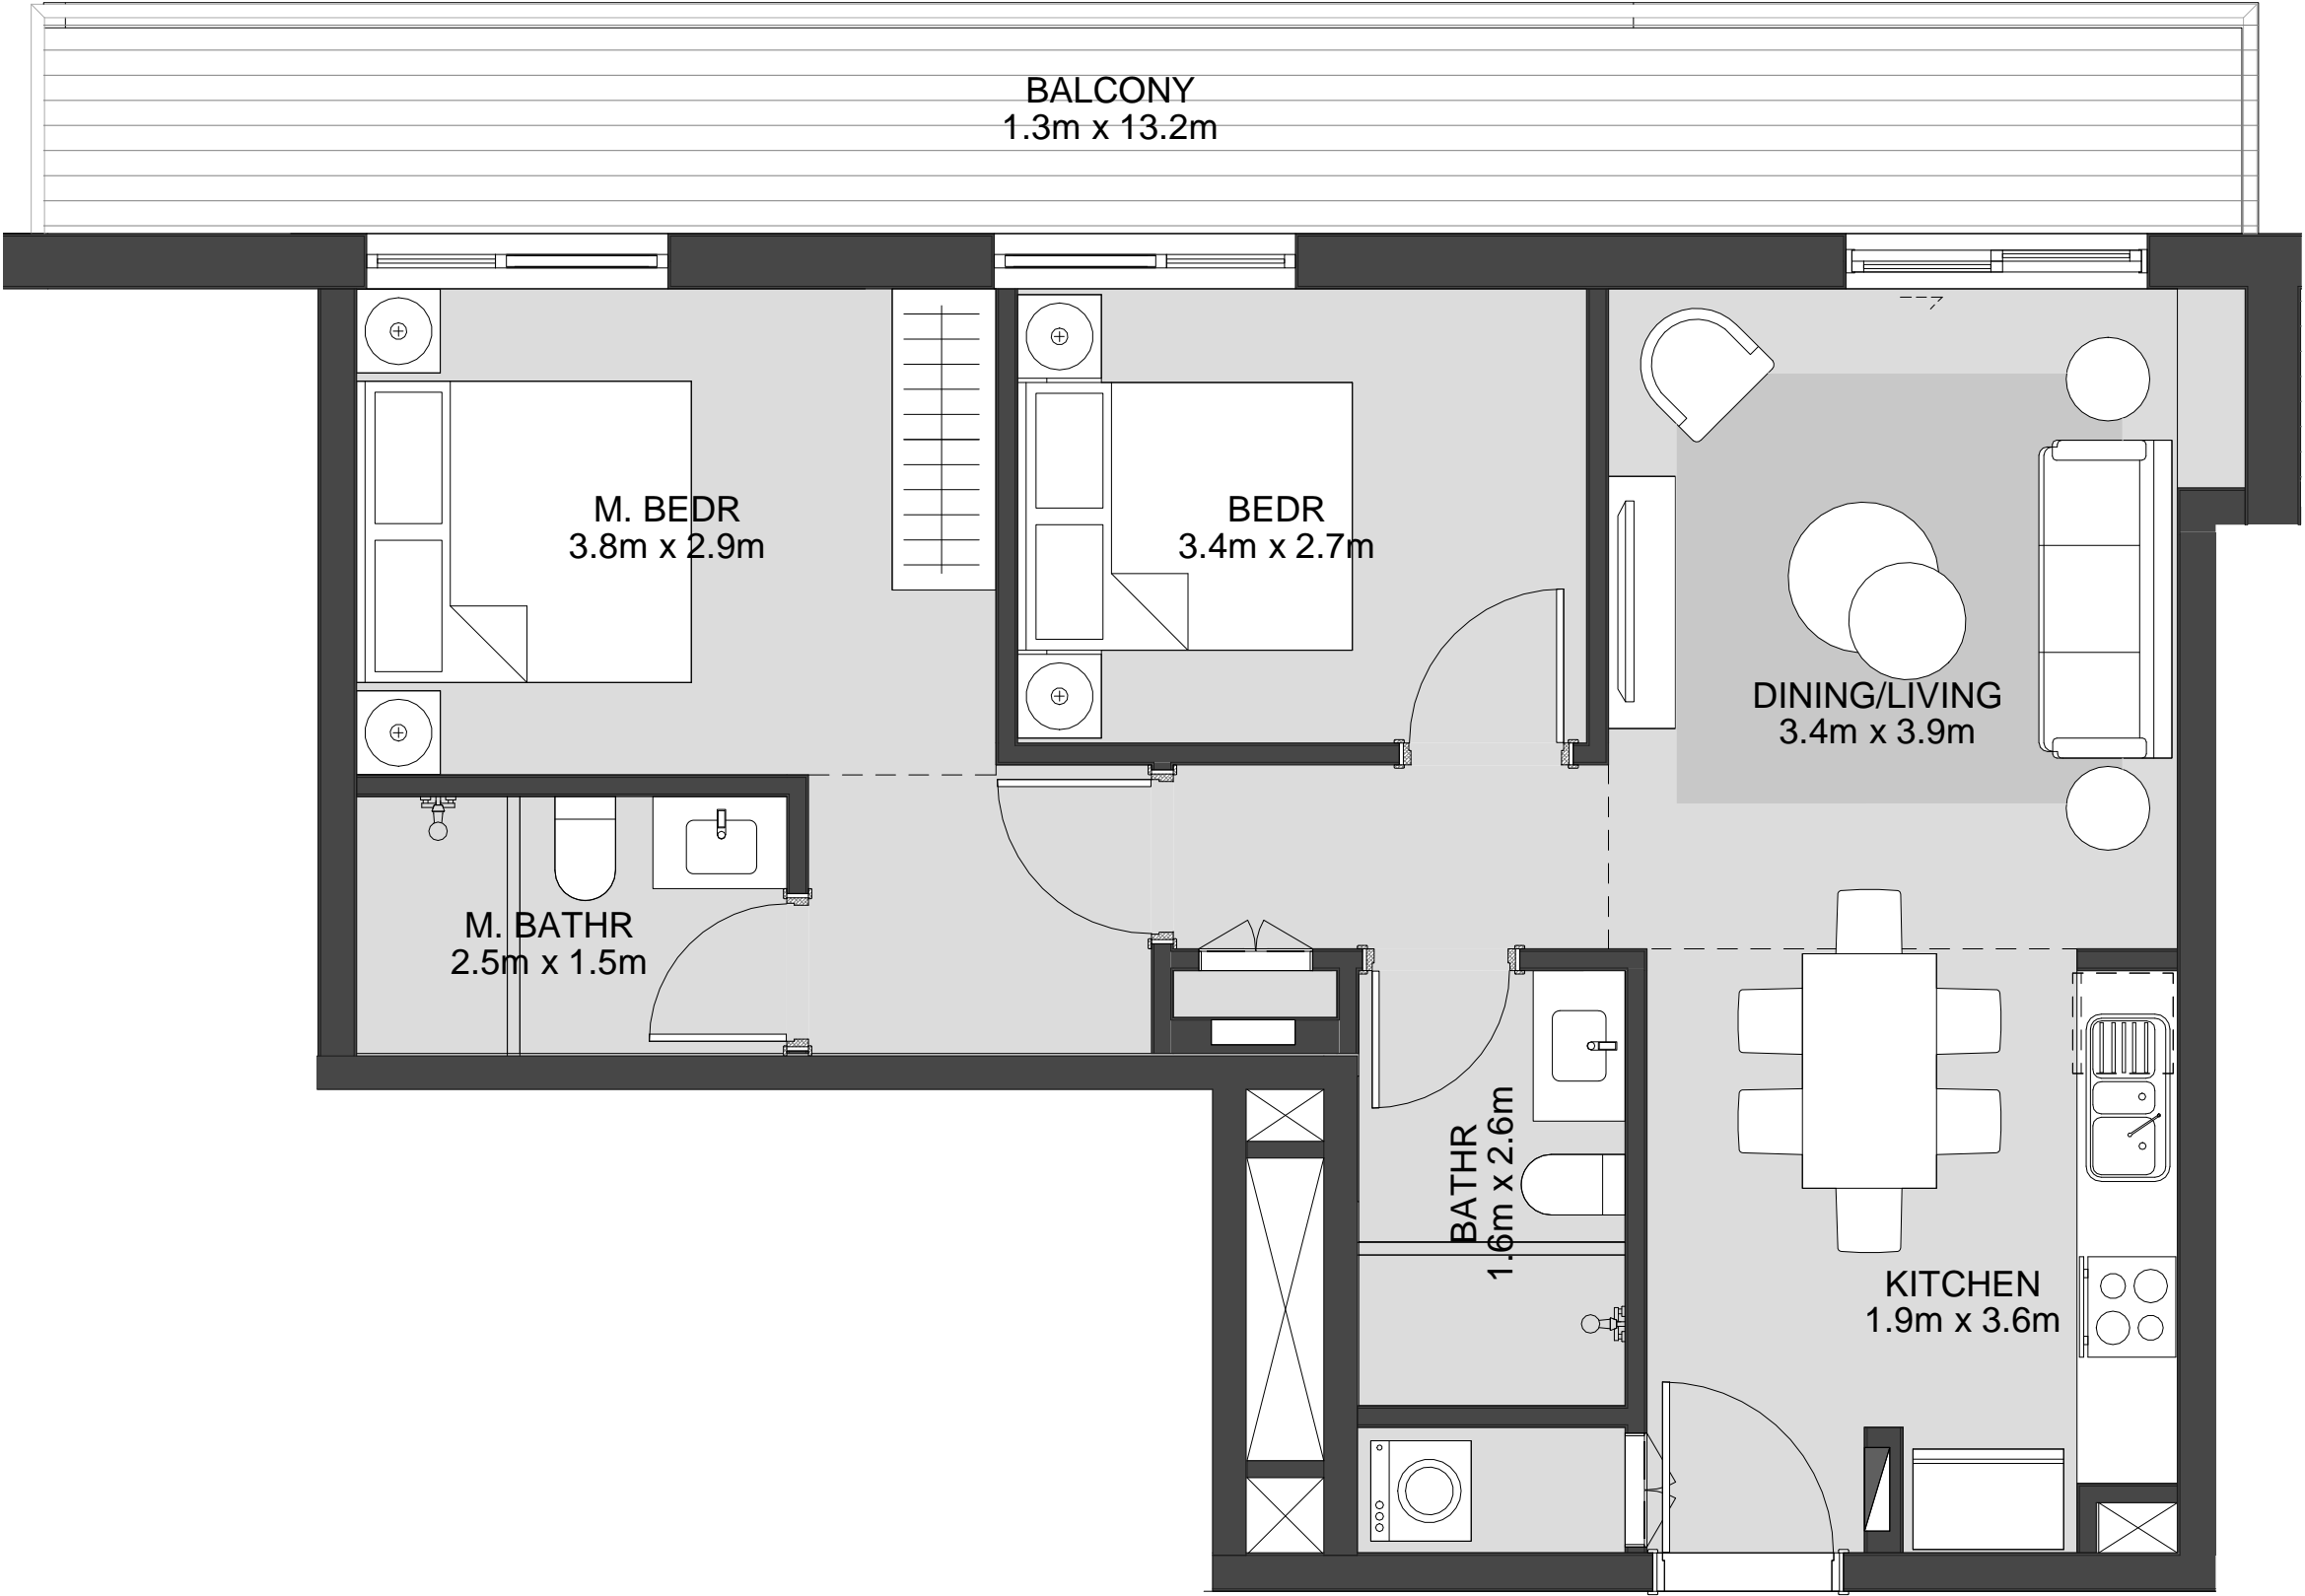 BALCONY
1.3m x 13.2m
M. BEDR
3.8m x 2.9m
BEDR
3.4m x 2.7m
DINING/LIVING
3.4m x 3.9m
M. BATHR
2.5m x 1.5m
BATHR
1.6m x 2.6m
KITCHEN
1.9m x 3.6m